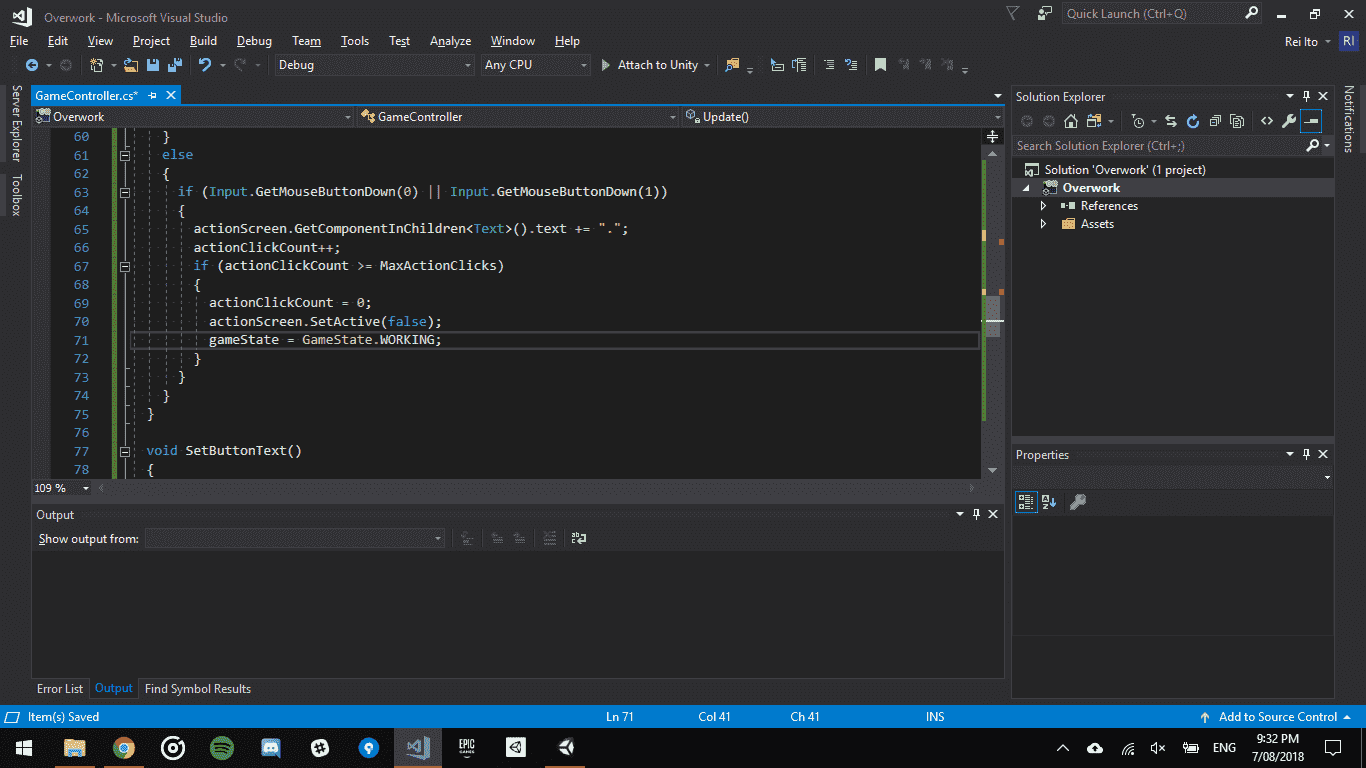 Overwork - Microsoft Visual Studio
Quick Launch (Ctrl+Q)
File Edit View Project Build Debug Team Tools Test Analyze Window Help
Rei Ito RI
Debug Any CPU Attach to Unity
Server Explorer
Toolbox
GameController.cs*
Overwork GameController Update()
60 }
61 else
62 {
63 if (Input.GetMouseButtonDown(0) || Input.GetMouseButtonDown(1))
64 {
65 actionScreen.GetComponentInChildren<Text>().text += ".";
66 actionClickCount++;
67 if (actionClickCount >= MaxActionClicks)
68 {
69 actionClickCount = 0;
70 actionScreen.SetActive(false);
71 gameState = GameState.WORKING;
72 }
73 }
74 }
75 }
76
77 void SetButtonText()
78 {
109 %
Output
Show output from:
Error List Output Find Symbol Results
Solution Explorer
Search Solution Explorer (Ctrl+;)
Solution 'Overwork' (1 project)
Overwork
References
Assets
Properties
Notifications
Item(s) Saved Ln 71 Col 41 Ch 41 INS Add to Source Control
EPIC GAMES
ENG
9:32 PM
7/08/2018